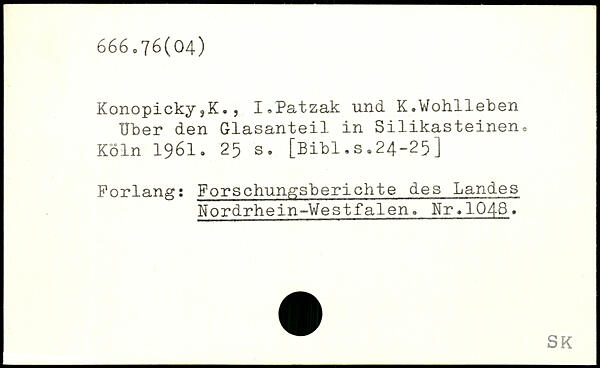 666.76(04)
Konopicky,K., I.Patzak und K.Wohlleben
Uber den Glasanteil in Silikasteinen.
Köln 1961. 25 s. [Bibl.s.24-25]
Forlang: Forschungsberichte des Landes
Nordrhein-Westfalen. Nr.1048.
SK